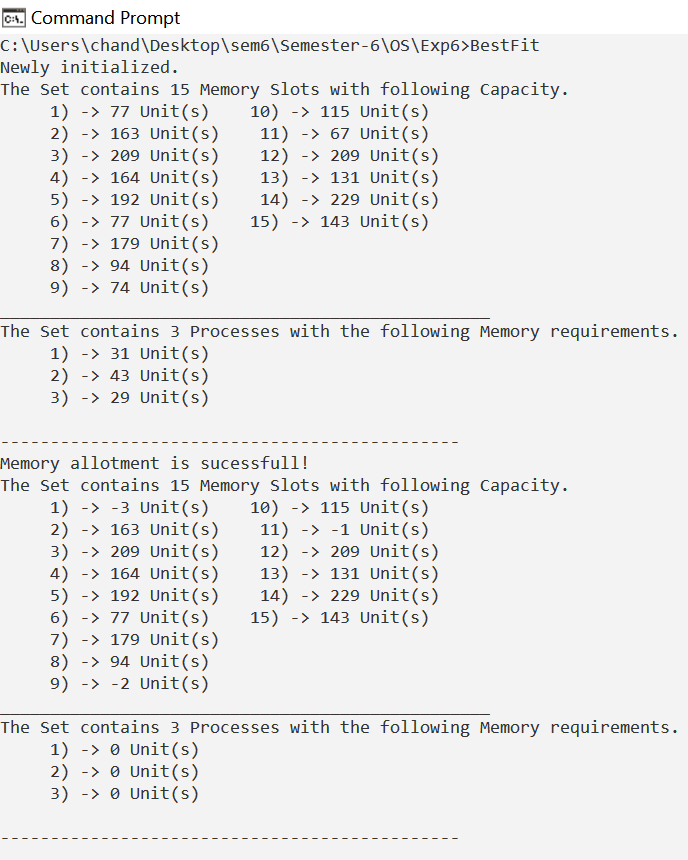 Command Prompt
C:\Users\chand\Desktop\sem6\Semester-6\OS\Exp6>BestFit
Newly initialized.
The Set contains 15 Memory Slots with following Capacity.
     1) -> 77 Unit(s)    10) -> 115 Unit(s)
     2) -> 163 Unit(s)    11) -> 67 Unit(s)
     3) -> 209 Unit(s)    12) -> 209 Unit(s)
     4) -> 164 Unit(s)    13) -> 131 Unit(s)
     5) -> 192 Unit(s)    14) -> 229 Unit(s)
     6) -> 77 Unit(s)    15) -> 143 Unit(s)
     7) -> 179 Unit(s)
     8) -> 94 Unit(s)
     9) -> 74 Unit(s)
_________________________________________________
The Set contains 3 Processes with the following Memory requirements.
     1) -> 31 Unit(s)
     2) -> 43 Unit(s)
     3) -> 29 Unit(s)
----------------------------------------------
Memory allotment is sucessfull!
The Set contains 15 Memory Slots with following Capacity.
     1) -> -3 Unit(s)    10) -> 115 Unit(s)
     2) -> 163 Unit(s)    11) -> -1 Unit(s)
     3) -> 209 Unit(s)    12) -> 209 Unit(s)
     4) -> 164 Unit(s)    13) -> 131 Unit(s)
     5) -> 192 Unit(s)    14) -> 229 Unit(s)
     6) -> 77 Unit(s)    15) -> 143 Unit(s)
     7) -> 179 Unit(s)
     8) -> 94 Unit(s)
     9) -> -2 Unit(s)
_________________________________________________
The Set contains 3 Processes with the following Memory requirements.
     1) -> 0 Unit(s)
     2) -> 0 Unit(s)
     3) -> 0 Unit(s)
----------------------------------------------